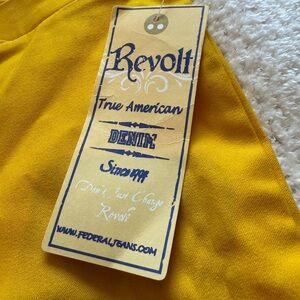 Revolt
True American
DENIM
Since
Don't Just Change
Revolt
WWW.FEDERALJEANS.COM